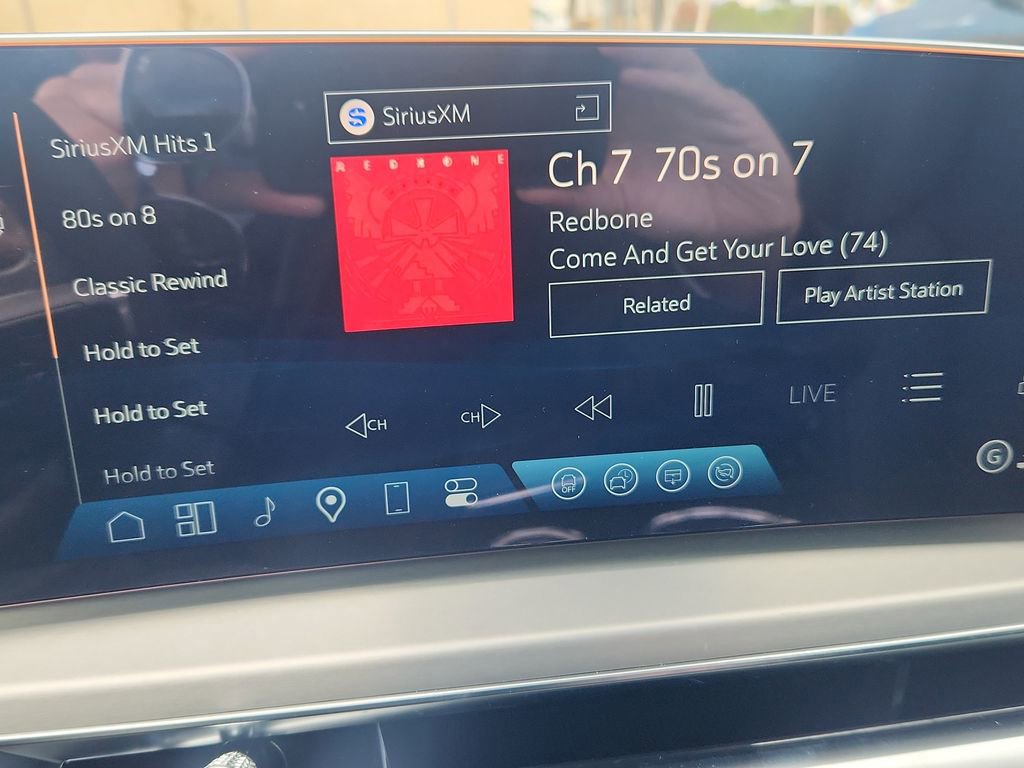 SiriusXM Hits 1
80s on 8
Classic Rewind
Hold to Set
Hold to Set
Hold to Set
S SiriusXM
REDBONE
Ch 7 70s on 7
Redbone
Come And Get Your Love (74)
Related
Play Artist Station
CH
CH
LIVE
OFF
G